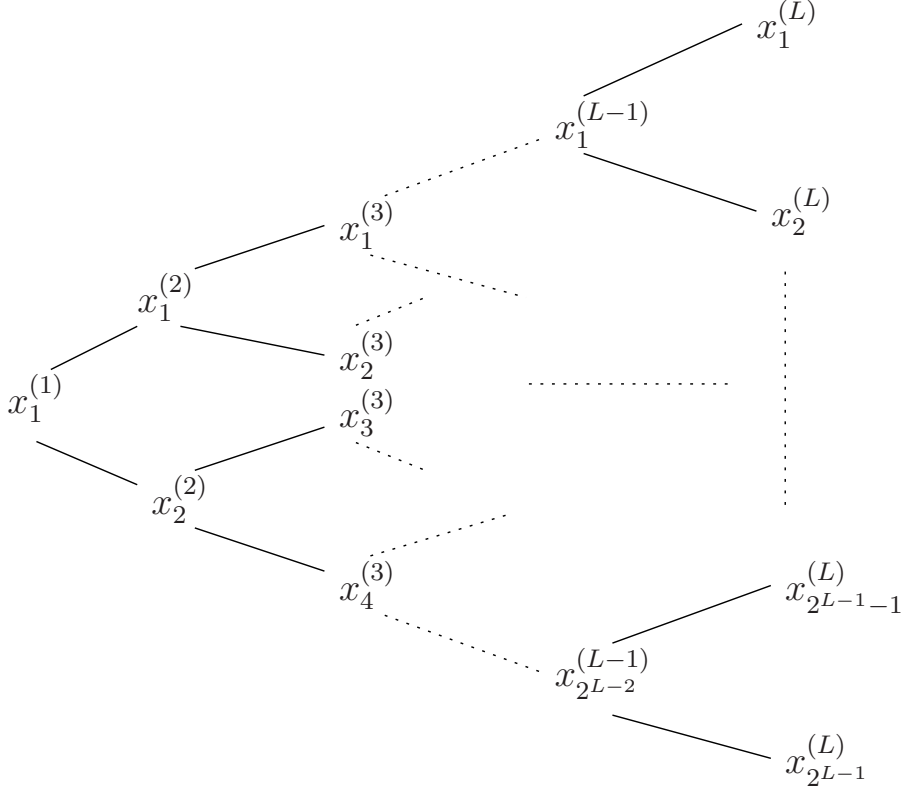 x_1^{(L)}
x_1^{(L-1)}
x_2^{(L)}
x_1^{(3)}
x_1^{(2)}
x_2^{(3)}
x_1^{(1)}
x_3^{(3)}
x_2^{(2)}
x_4^{(3)}
x_{2^{L-1}-1}^{(L)}
x_{2^{L-2}}^{(L-1)}
x_{2^{L-1}}^{(L)}